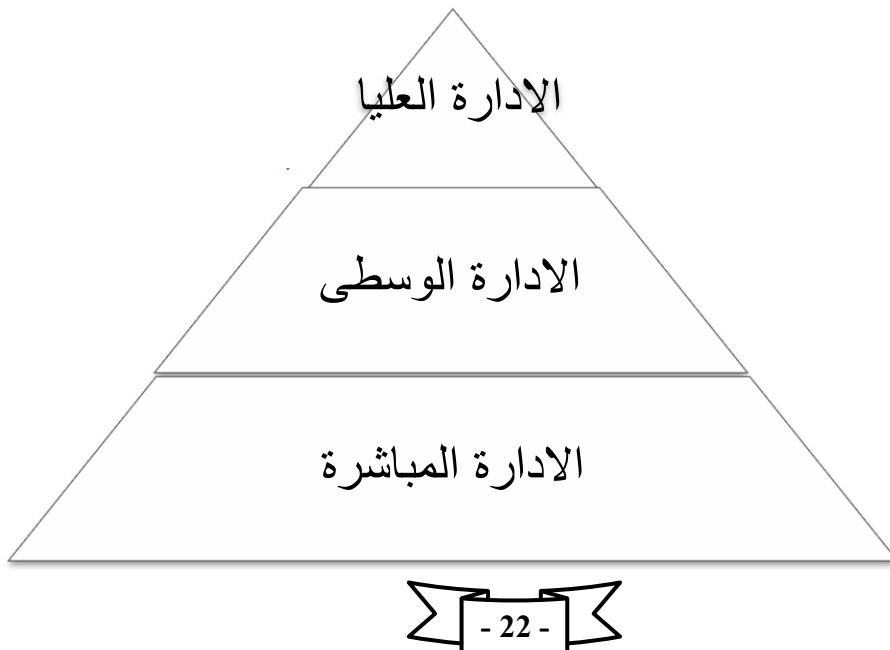 الادارة العليا
الادارة الوسطى
الادارة المباشرة
- 22 -